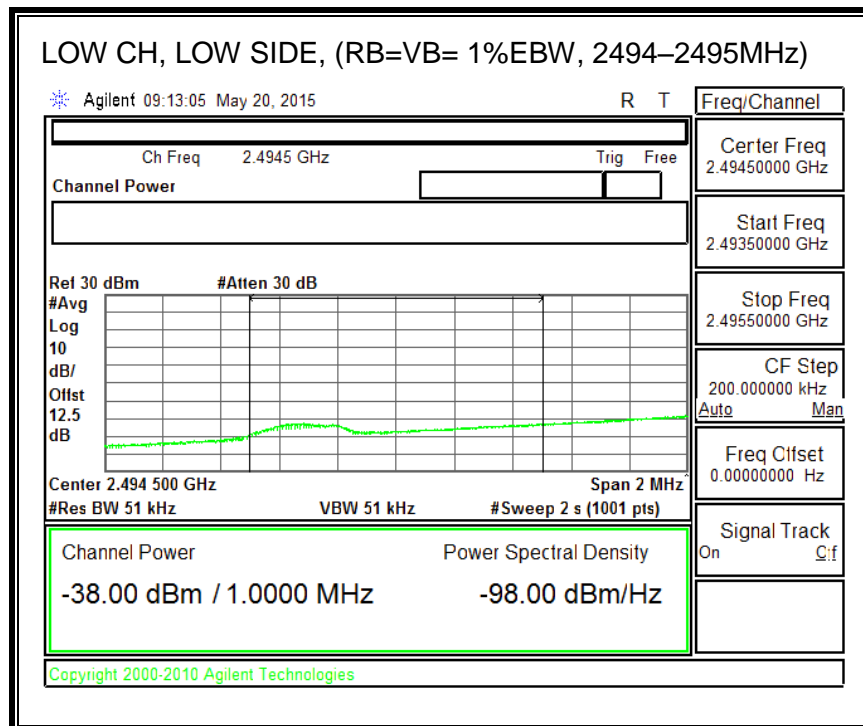 LOW CH, LOW SIDE, (RB=VB= 1%EBW, 2494–2495MHz)
Agilent 09:13:05 May 20, 2015 R T
Freq/Channel
Ch Freq 2.4945 GHz Trig Free
Channel Power
Center Freq
2.49450000 GHz
Start Freq
2.49350000 GHz
Stop Freq
2.49550000 GHz
CF Step
200.000000 kHz
Auto Man
Freq Offset
0.00000000 Hz
Signal Track
On Off
Ref 30 dBm #Atten 30 dB
#Avg
Log
10
dB/
Offst
12.5
dB
Center 2.494 500 GHz Span 2 MHz
#Res BW 51 kHz VBW 51 kHz #Sweep 2 s (1001 pts)
Channel Power Power Spectral Density
-38.00 dBm / 1.0000 MHz -98.00 dBm/Hz
Copyright 2000-2010 Agilent Technologies